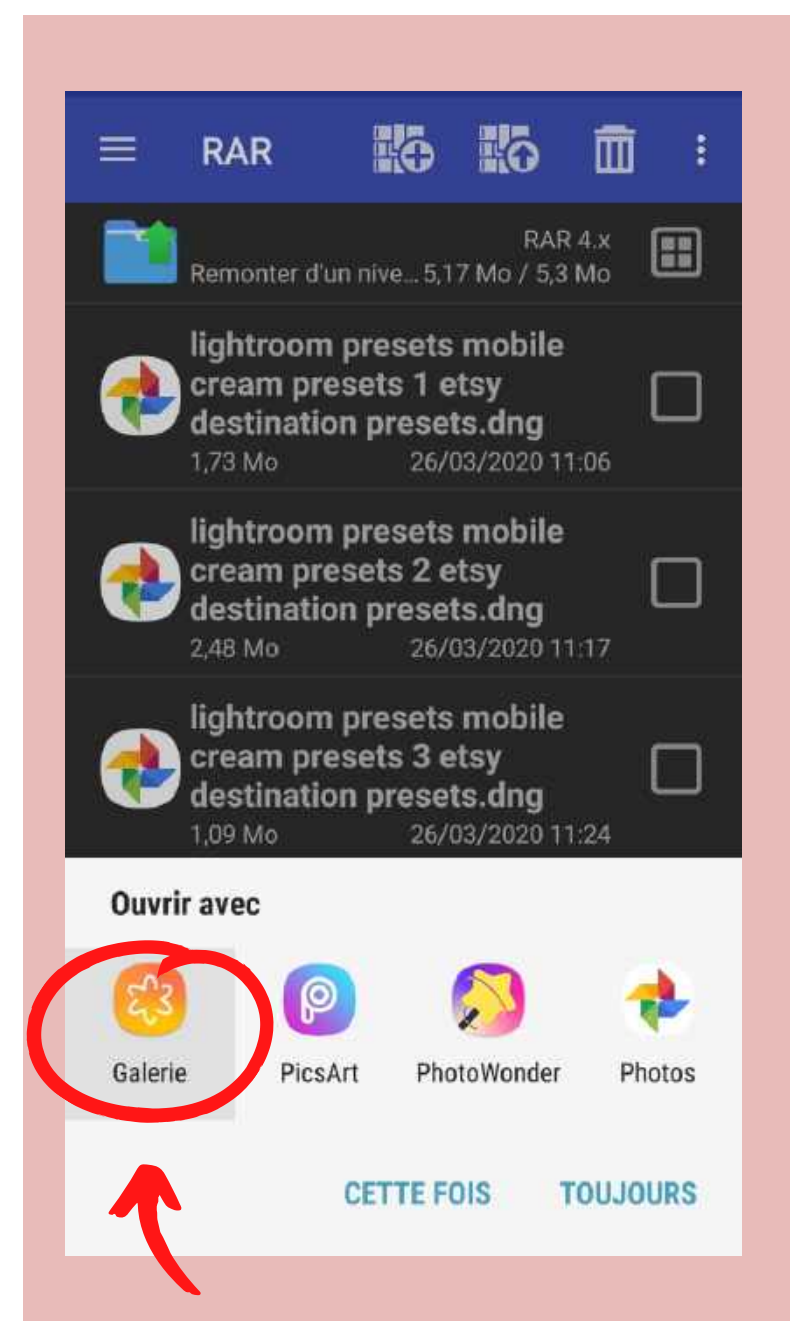 RAR
RAR 4.x
Remonter d'un nive... 5,17 Mo / 5,3 Mo
lightroom presets mobile
cream presets 1 etsy
destination presets.dng
1,73 Mo 26/03/2020 11:06
lightroom presets mobile
cream presets 2 etsy
destination presets.dng
2,48 Mo 26/03/2020 11:17
lightroom presets mobile
cream presets 3 etsy
destination presets.dng
1,09 Mo 26/03/2020 11:24
Ouvrir avec
Galerie PicsArt PhotoWonder Photos
CETTE FOIS TOUJOURS